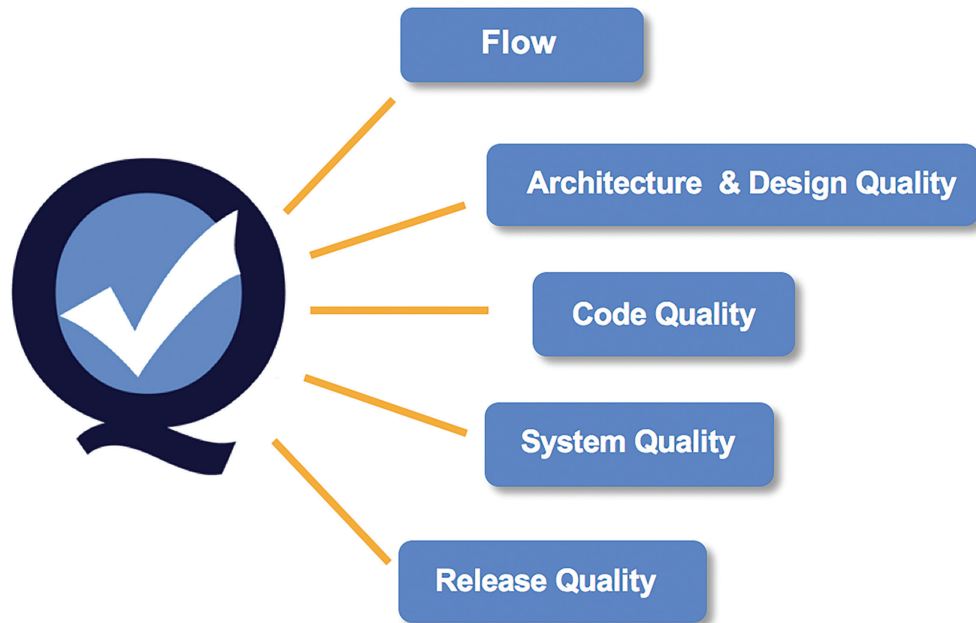 Flow
Architecture & Design Quality
Code Quality
System Quality
Release Quality
Q